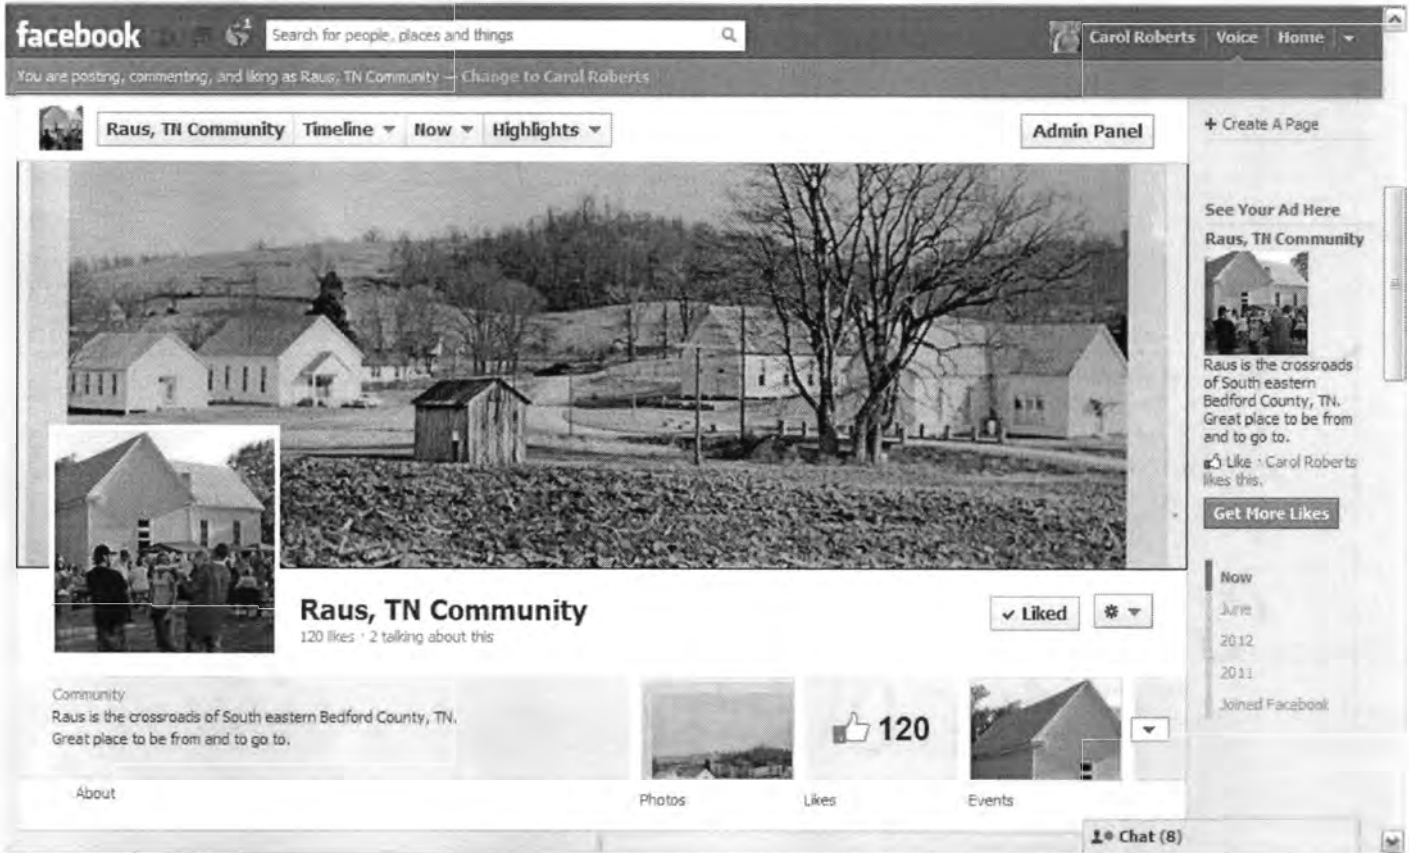 facebook
1
Search for people, places and things
Carol Roberts Voice Home
You are posting, commenting, and liking as Raus, TN Community — Change to Carol Roberts
Raus, TN Community Timeline Now Highlights
Admin Panel
+ Create A Page
See Your Ad Here
Raus, TN Community
Raus is the crossroads
of South eastern
Bedford County, TN.
Great place to be from
and to go to.
Like · Carol Roberts
likes this.
Get More Likes
Now
June
2012
2011
Joined Facebook
Raus, TN Community
120 likes · 2 talking about this
Liked
Community
Raus is the crossroads of South eastern Bedford County, TN.
Great place to be from and to go to.
About
120
Photos
Likes
Events
Chat (8)